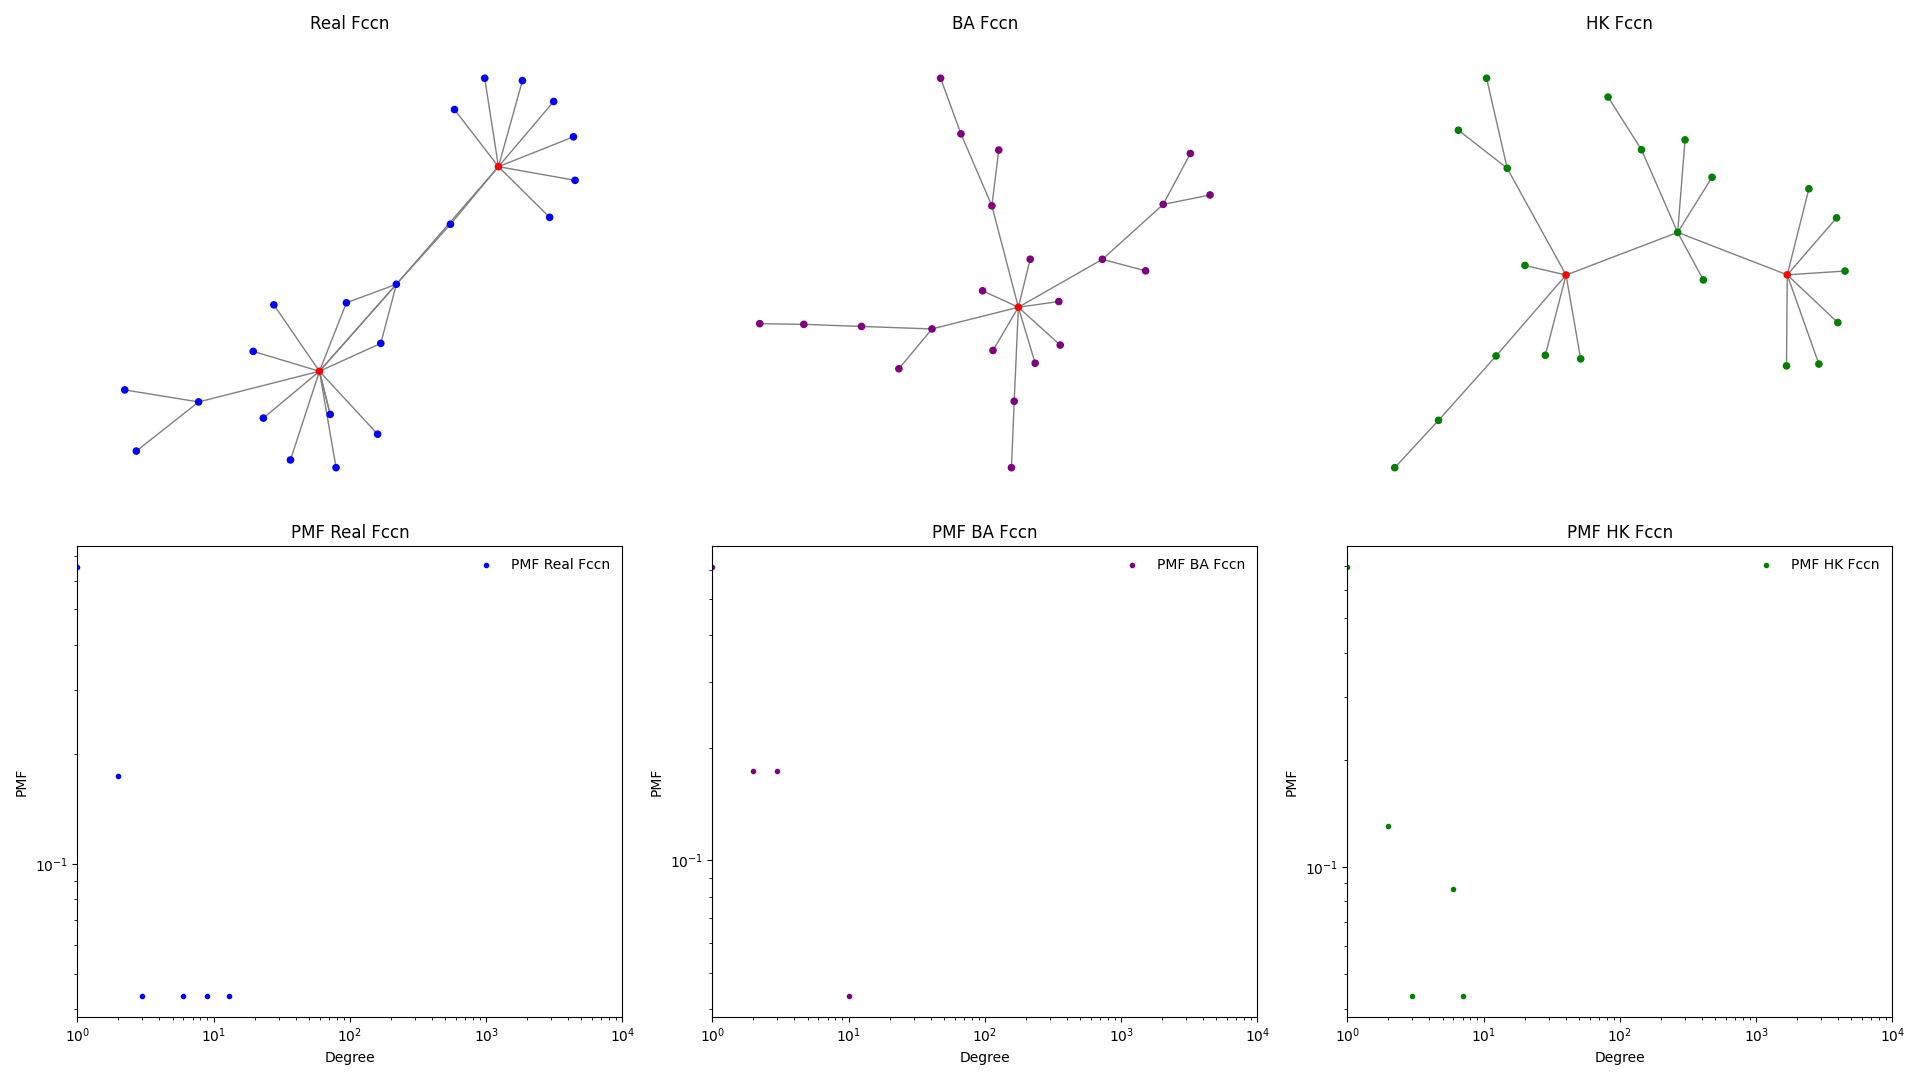 Real Fccn
BA Fccn
HK Fccn
PMF Real Fccn
PMF
10⁻¹
PMF Real Fccn
10⁰ 10¹ 10² 10³ 10⁴
Degree
PMF BA Fccn
PMF
10⁻¹
PMF BA Fccn
10⁰ 10¹ 10² 10³ 10⁴
Degree
PMF HK Fccn
PMF
10⁻¹
PMF HK Fccn
10⁰ 10¹ 10² 10³ 10⁴
Degree